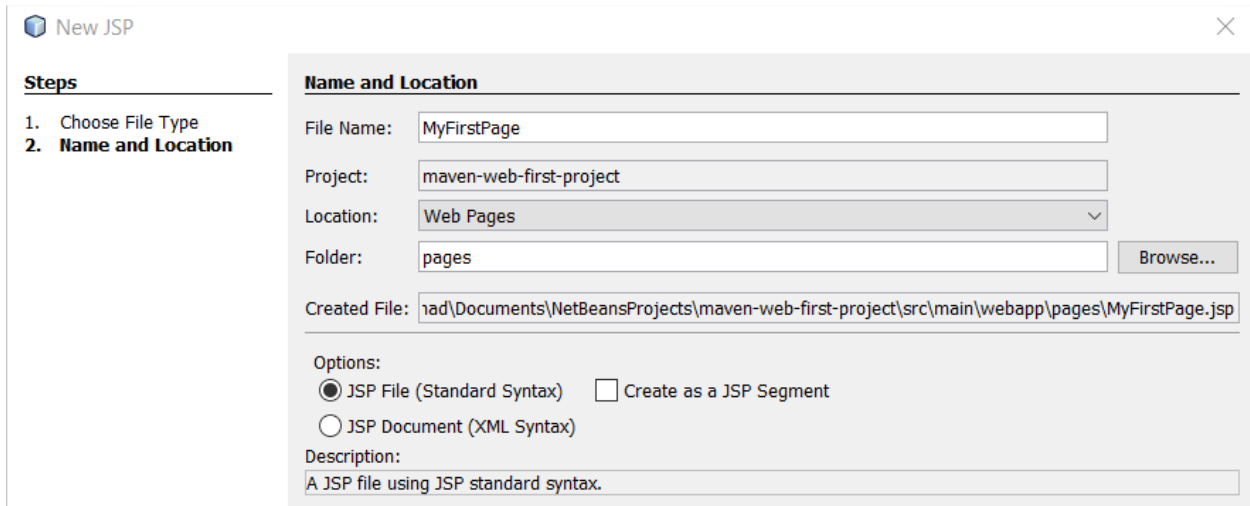 New JSP
Steps
1. Choose File Type
2. Name and Location
Name and Location
File Name: MyFirstPage
Project: maven-web-first-project
Location: Web Pages
Folder: pages Browse...
Created File: \Documents\NetBeansProjects\maven-web-first-project\src\main\webapp\pages\MyFirstPage.jsp
Options:
JSP File (Standard Syntax) Create as a JSP Segment
JSP Document (XML Syntax)
Description:
A JSP file using JSP standard syntax.